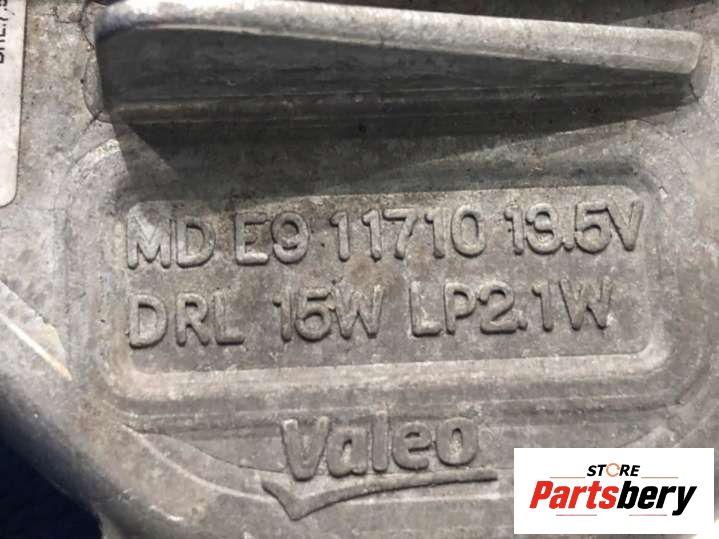 MD E9 11710 13.5V
DRL 15W LP2.1W
Valeo
STORE
Partsbery